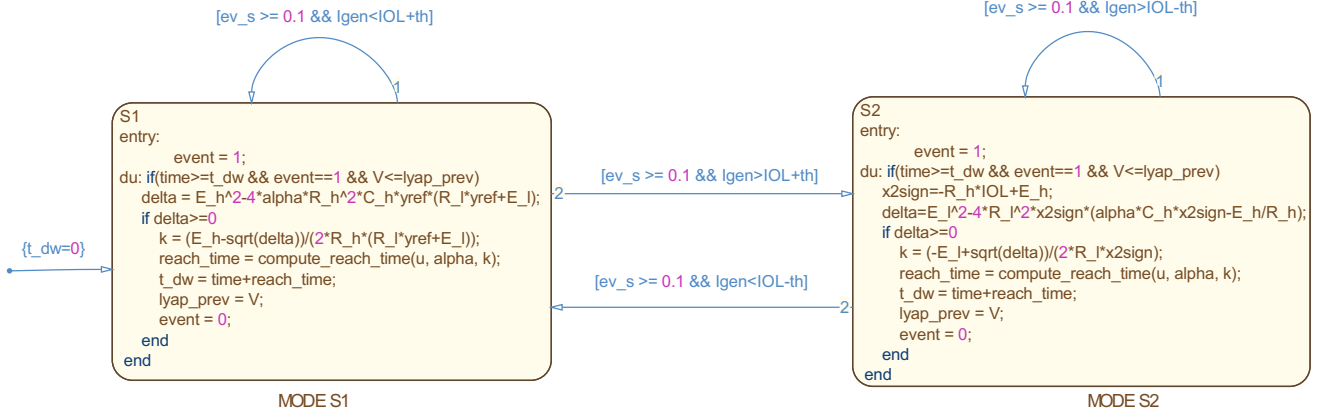 [ev_s >= 0.1 && Igen<IOL+th]
1
S1
entry:
event = 1;
du: if(time>=t_dw && event==1 && V<=lyap_prev)
delta = E_h^2-4*alpha*R_h^2*C_h*yref*(R_l*yref+E_l);
if delta>=0
k = (E_h-sqrt(delta))/(2*R_h*(R_l*yref+E_l));
reach_time = compute_reach_time(u, alpha, k);
t_dw = time+reach_time;
lyap_prev = V;
event = 0;
end
end
{t_dw=0}
MODE S1
2
[ev_s >= 0.1 && Igen>IOL+th]
[ev_s >= 0.1 && Igen<IOL-th]
2
[ev_s >= 0.1 && Igen>IOL-th]
1
S2
entry:
event = 1;
du: if(time>=t_dw && event==1 && V<=lyap_prev)
x2sign=-R_h*IOL+E_h;
delta=E_l^2-4*R_l^2*x2sign*(alpha*C_h*x2sign-E_h/R_h);
if delta>=0
k = (-E_l+sqrt(delta))/(2*R_l*x2sign);
reach_time = compute_reach_time(u, alpha, k);
t_dw = time+reach_time;
lyap_prev = V;
event = 0;
end
end
MODE S2